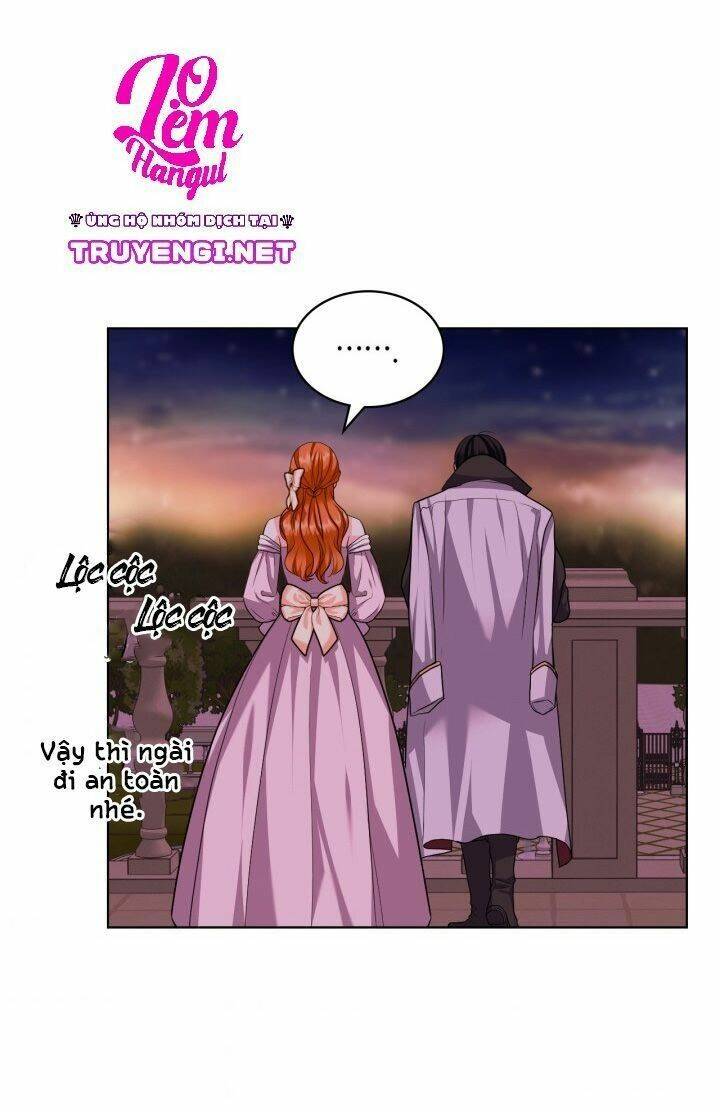 Lọ
Lem
Hangul
ỦNG HỘ NHÓM DỊCH TẠI
TRUYENGI.NET
.......
Lộc cộc
Lộc cộc
Vậy thì ngài
đi an toàn
nhé.